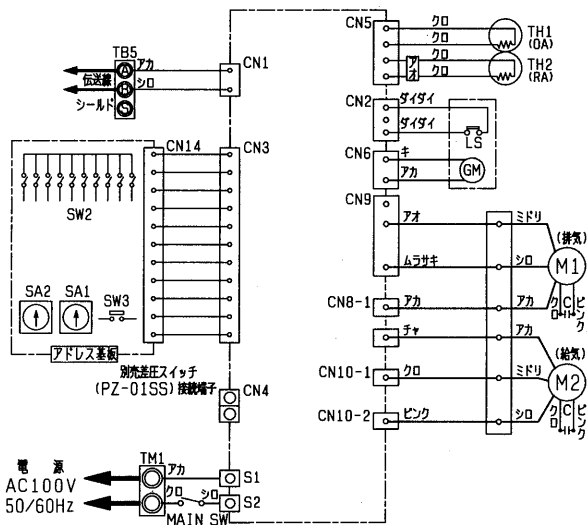 TB5
A
アカ
CN1
B
伝送線
シロ
シールド
S
CN14
CN3
SW2
SA2
SA1
SW3
アドレス基板
別売差圧スイッチ
(PZ-01SS)接続端子
CN4
電 源
AC100V
50/60Hz
TM1
アカ
S1
クロ
シロ
S2
MAIN SW
CN5
クロ
クロ
TH1
(OA)
アオ
クロ
クロ
TH2
(RA)
CN2
ダイダイ
ダイダイ
LS
CN6
キ
アカ
GM
CN9
アオ
ミドリ
(排気)
ムラサキ
シロ
M1
CN8-1
アカ
アカ
クロ
C
ピンク
チャ
アカ
(給気)
CN10-1
クロ
ミドリ
M2
CN10-2
ピンク
シロ
クロ
C
ピンク